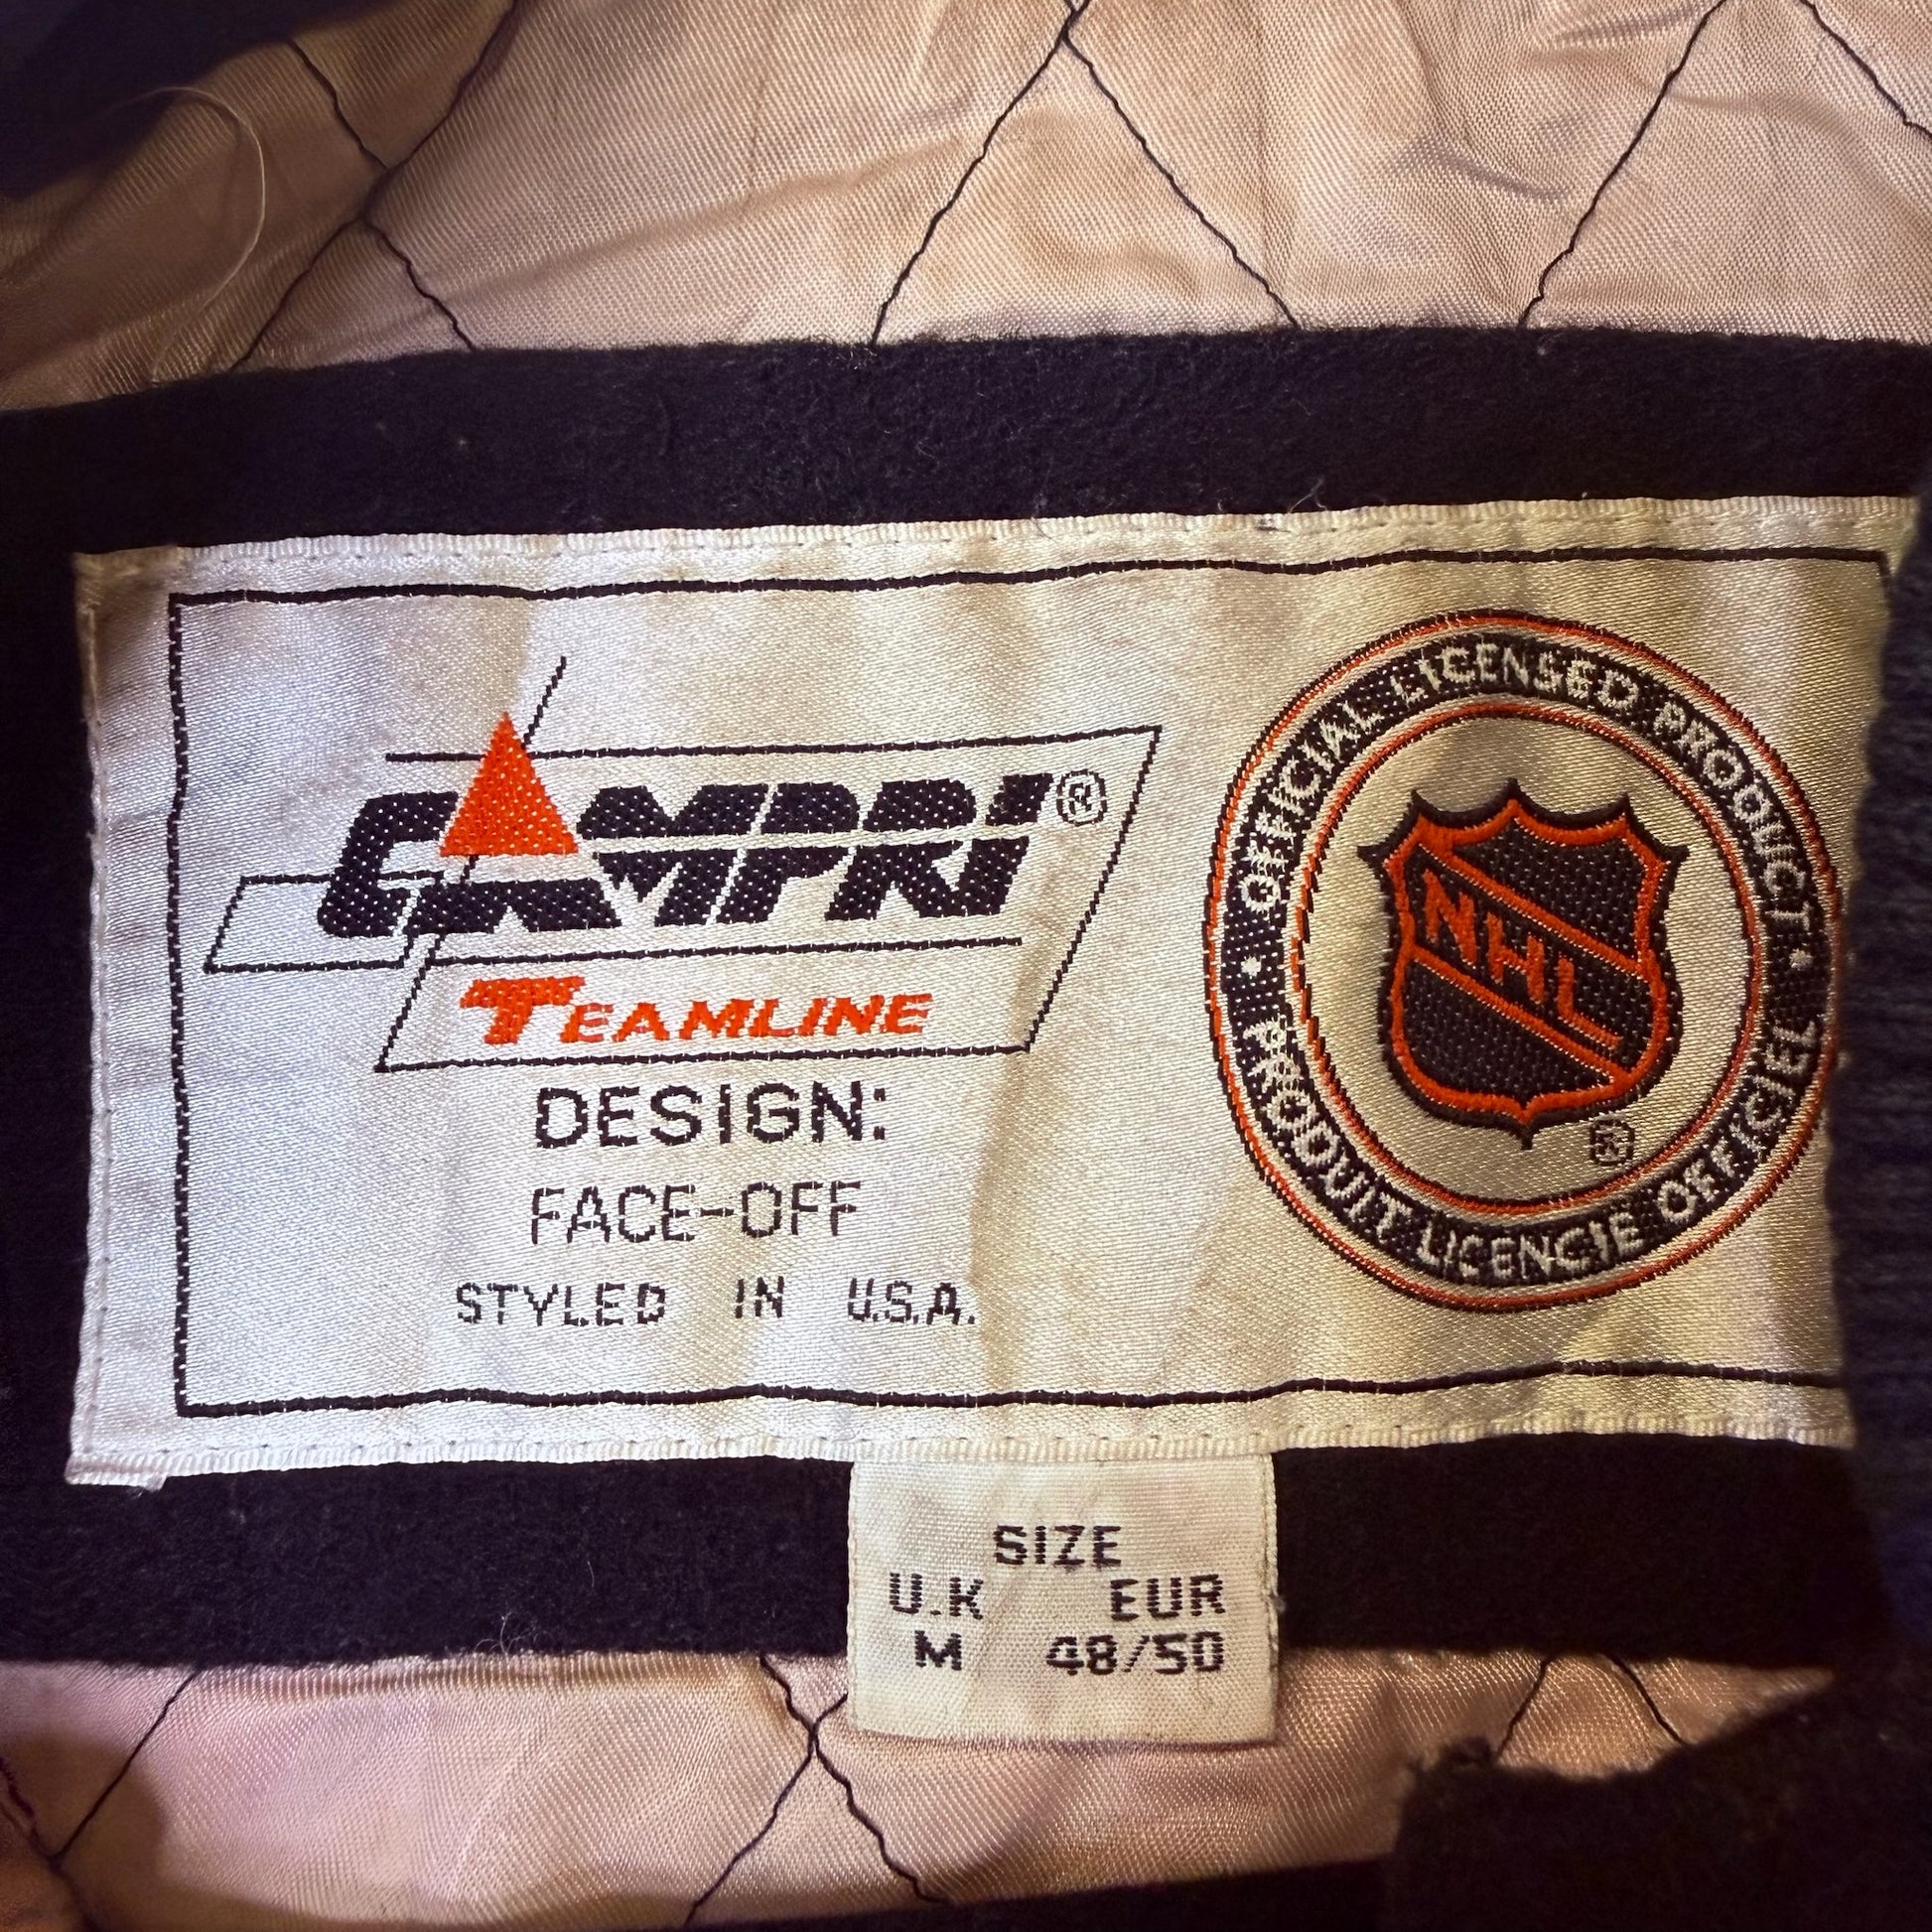 CAMPRI®
TEAMLINE
DESIGN:
FACE-OFF
STYLED IN U.S.A.
• OFFICIAL LICENSED PRODUCT •
NHL
®
PRODUIT LICENCIE OFFICIEL
SIZE
U.K EUR
M 48/50